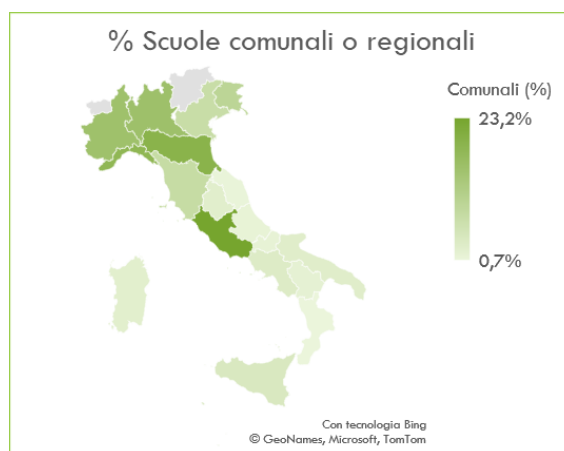 % Scuole comunali o regionali
Comunali (%)
23,2%
0,7%
Con tecnologia Bing
© GeoNames, Microsoft, TomTom